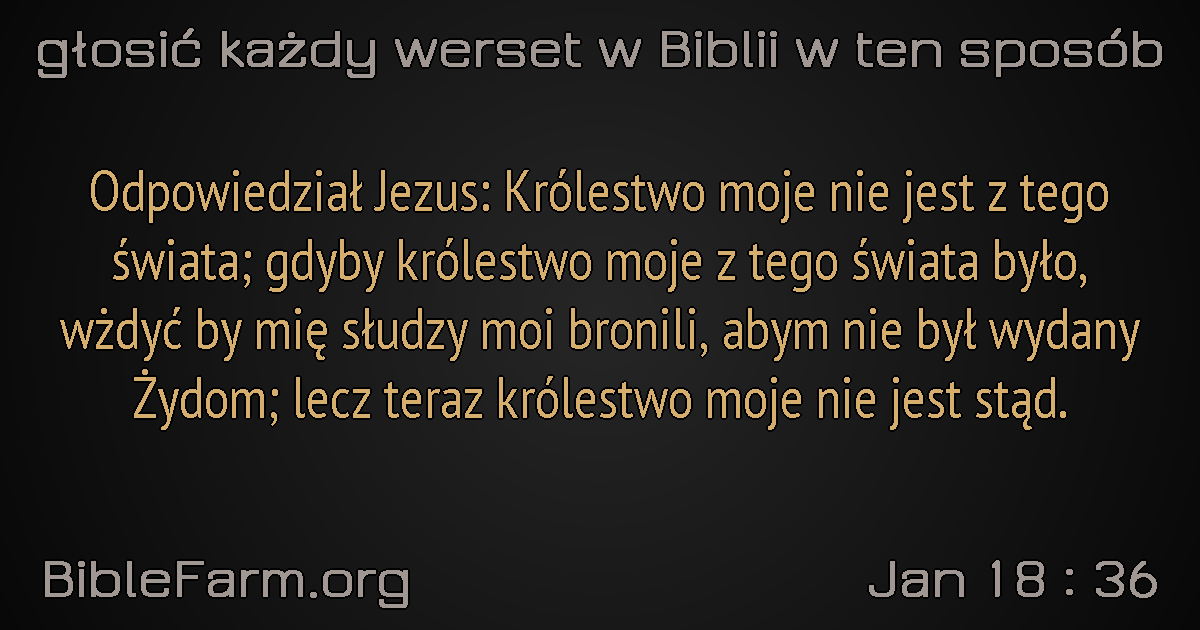 głosić każdy werset w Biblii w ten sposób
Odpowiedział Jezus: Królestwo moje nie jest z tego
świata; gdyby królestwo moje z tego świata było,
wżdyć by mię słudzy moi bronili, abym nie był wydany
Żydom; lecz teraz królestwo moje nie jest stąd.
BibleFarm.org
Jan 18 : 36